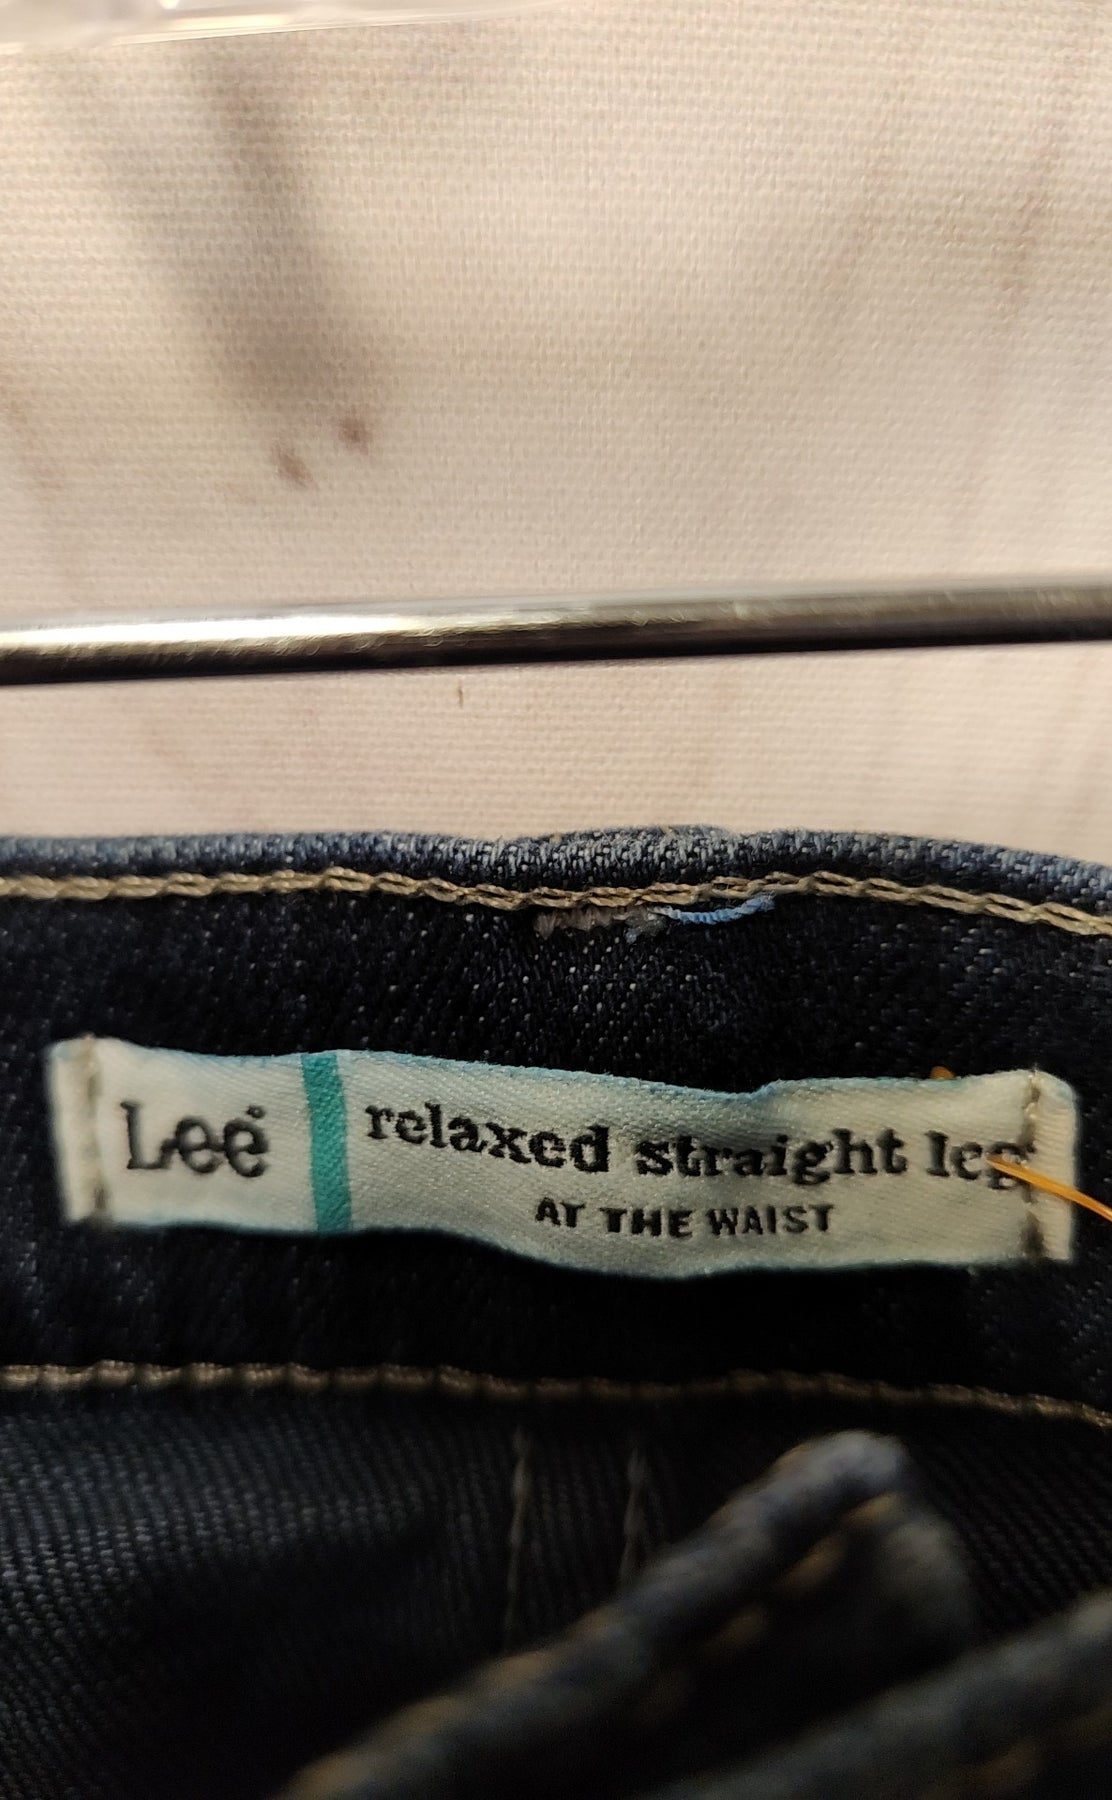 Lee®
relaxed straight leg
AT THE WAIST